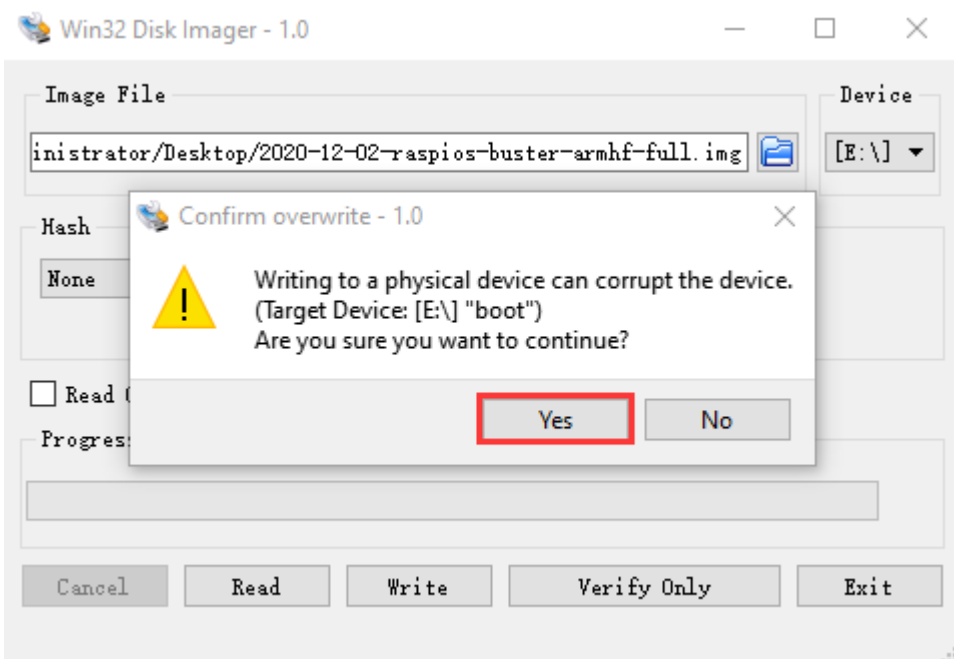 Win32 Disk Imager - 1.0
Image File
Device
inistrator/Desktop/2020-12-02-raspios-buster-armhf-full.img
[E:\]
Confirm overwrite - 1.0
Hash
None
Writing to a physical device can corrupt the device.
(Target Device: [E:\] "boot")
Are you sure you want to continue?
Read
Yes
No
Progres
Cancel
Read
Write
Verify Only
Exit